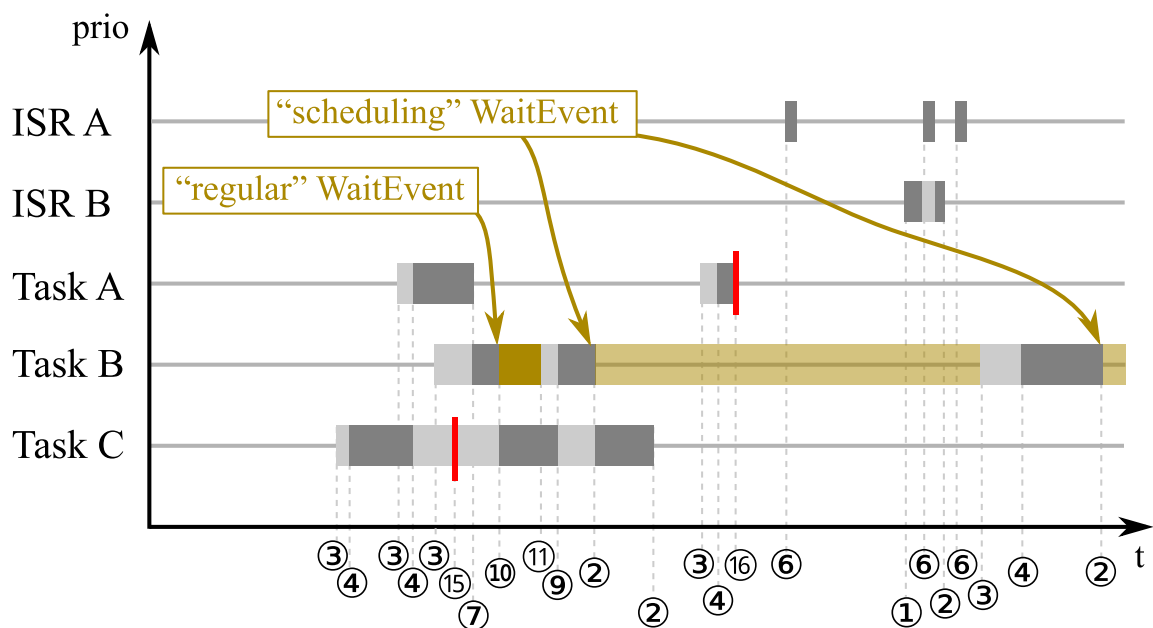 prio
ISR A
"scheduling" WaitEvent
ISR B
"regular" WaitEvent
Task A
Task B
Task C
t
③ ③ ③ ⑪ ③ ⑥ ⑥ ⑥
④ ④ ⑮ ⑩ ⑨ ② ④ ⑯ ① ② ③ ④ ②
⑦ ②